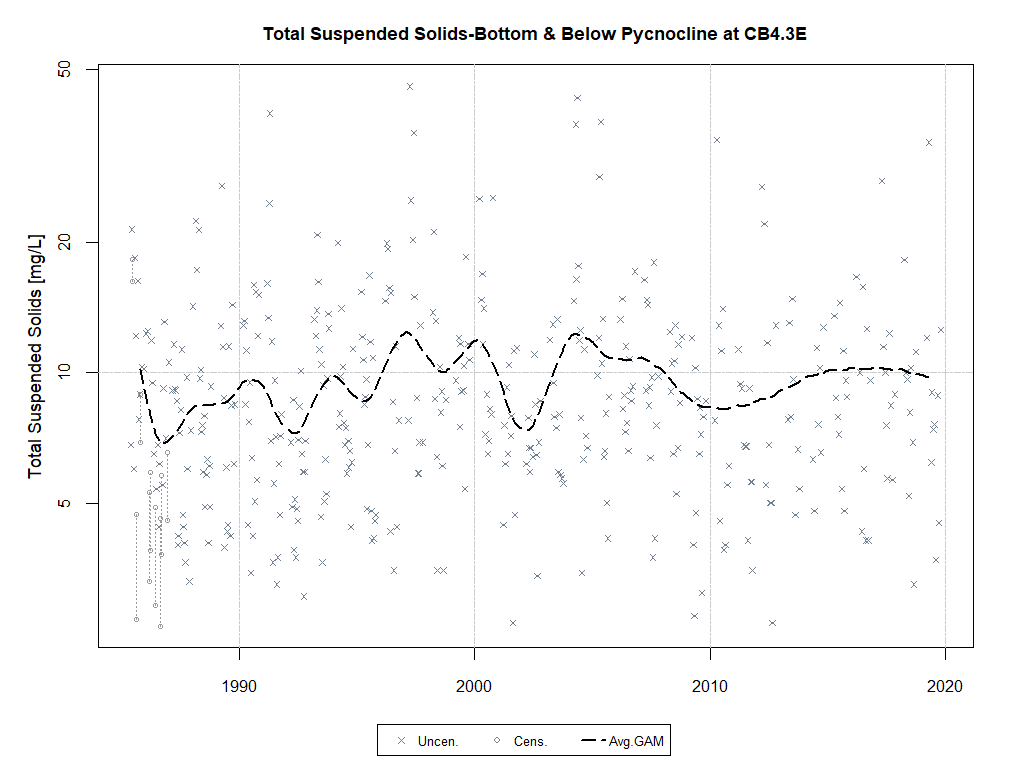 Total Suspended Solids-Bottom & Below Pycnocline at CB4.3E
Total Suspended Solids [mg/L]
50
20
10
5
1990
2000
2010
2020
Uncen.
Cens.
Avg.GAM